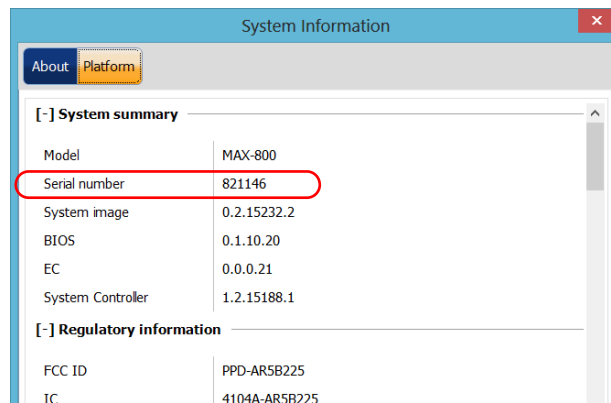 System Information
About Platform
[-] System summary
Model MAX-800
Serial number 821146
System image 0.2.15232.2
BIOS 0.1.10.20
EC 0.0.0.21
System Controller 1.2.15188.1
[-] Regulatory information
FCC ID PPD-AR5B225
IC 4104A-AR5B225